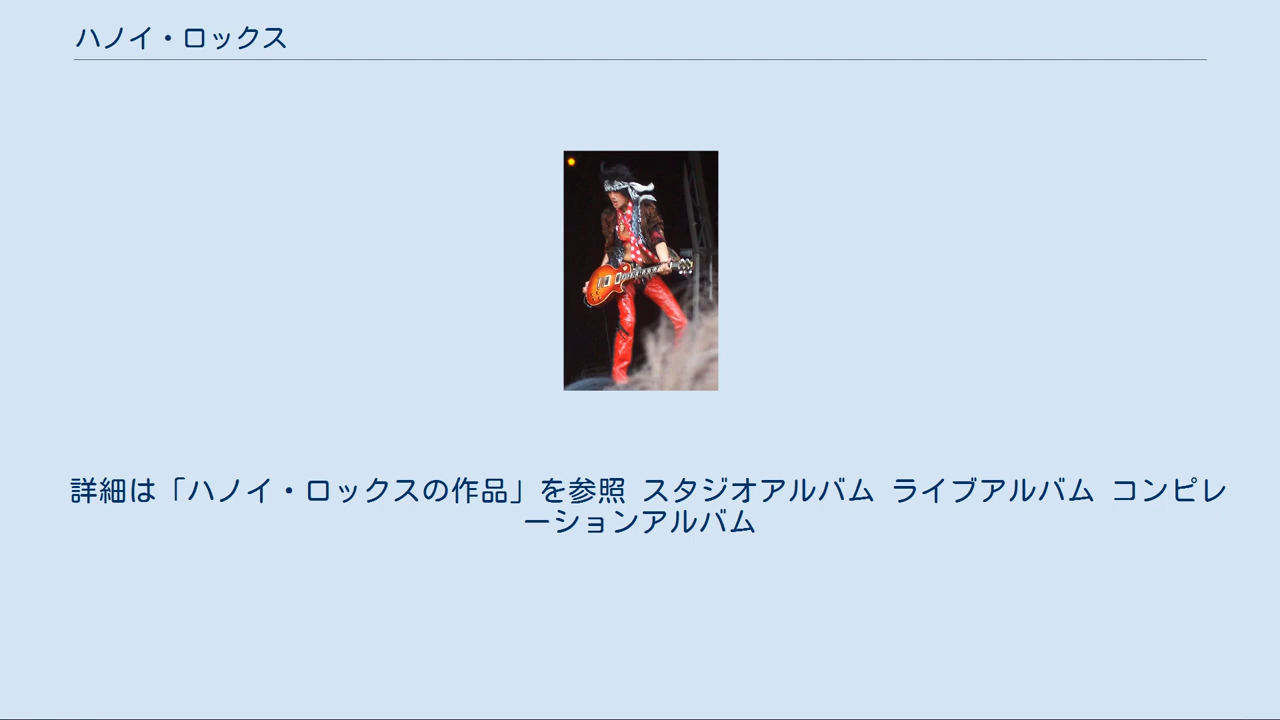 ハノイ・ロックス
詳細は「ハノイ・ロックスの作品」を参照 スタジオアルバム ライブアルバム コンピレ
ーションアルバム